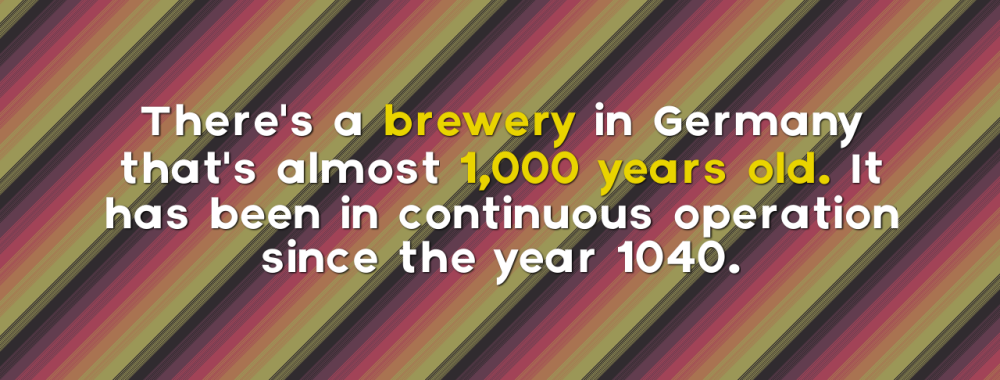 There's a brewery in Germany
that's almost 1,000 years old. It
has been in continuous operation
since the year 1040.